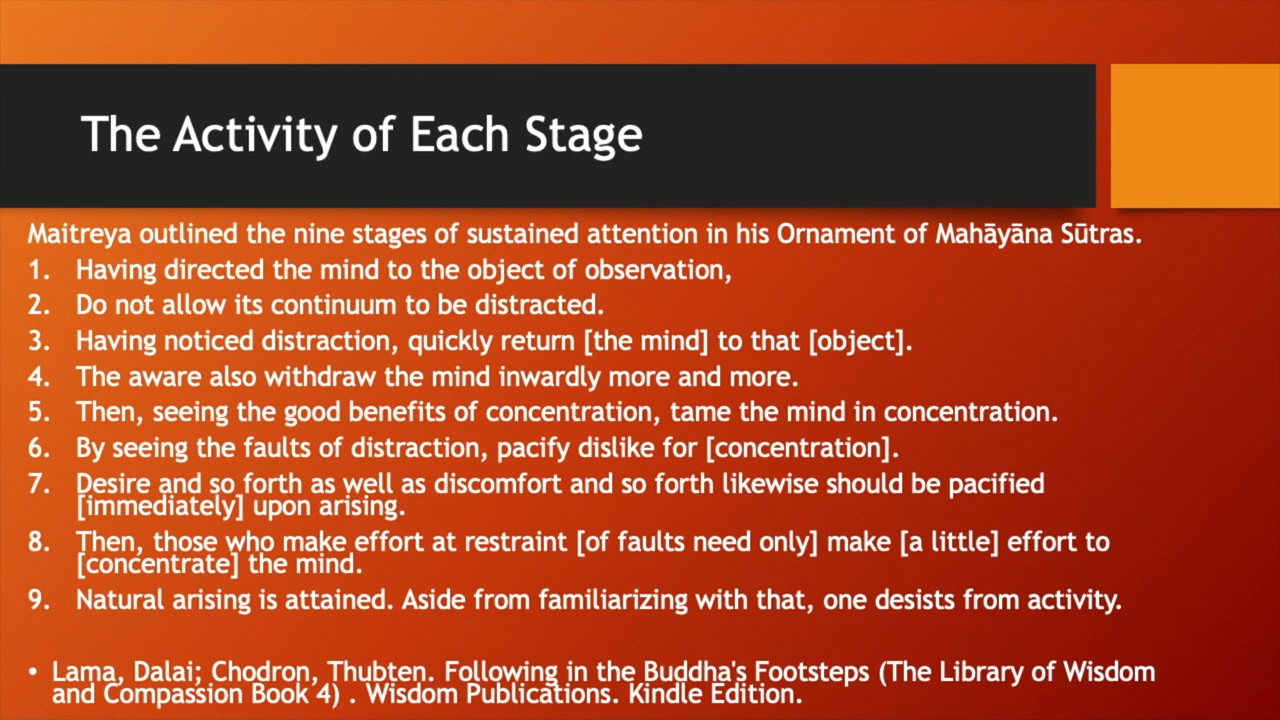 The Activity of Each Stage
Maitreya outlined the nine stages of sustained attention in his Ornament of Mahāyāna Sūtras.
1. Having directed the mind to the object of observation,
2. Do not allow its continuum to be distracted.
3. Having noticed distraction, quickly return [the mind] to that [object].
4. The aware also withdraw the mind inwardly more and more.
5. Then, seeing the good benefits of concentration, tame the mind in concentration.
6. By seeing the faults of distraction, pacify dislike for [concentration].
7. Desire and so forth as well as discomfort and so forth likewise should be pacified
[immediately] upon arising.
8. Then, those who make effort at restraint [of faults need only] make [a little] effort to
[concentrate] the mind.
9. Natural arising is attained. Aside from familiarizing with that, one desists from activity.
• Lama, Dalai; Chodron, Thubten. Following in the Buddha's Footsteps (The Library of Wisdom
and Compassion Book 4) . Wisdom Publications. Kindle Edition.